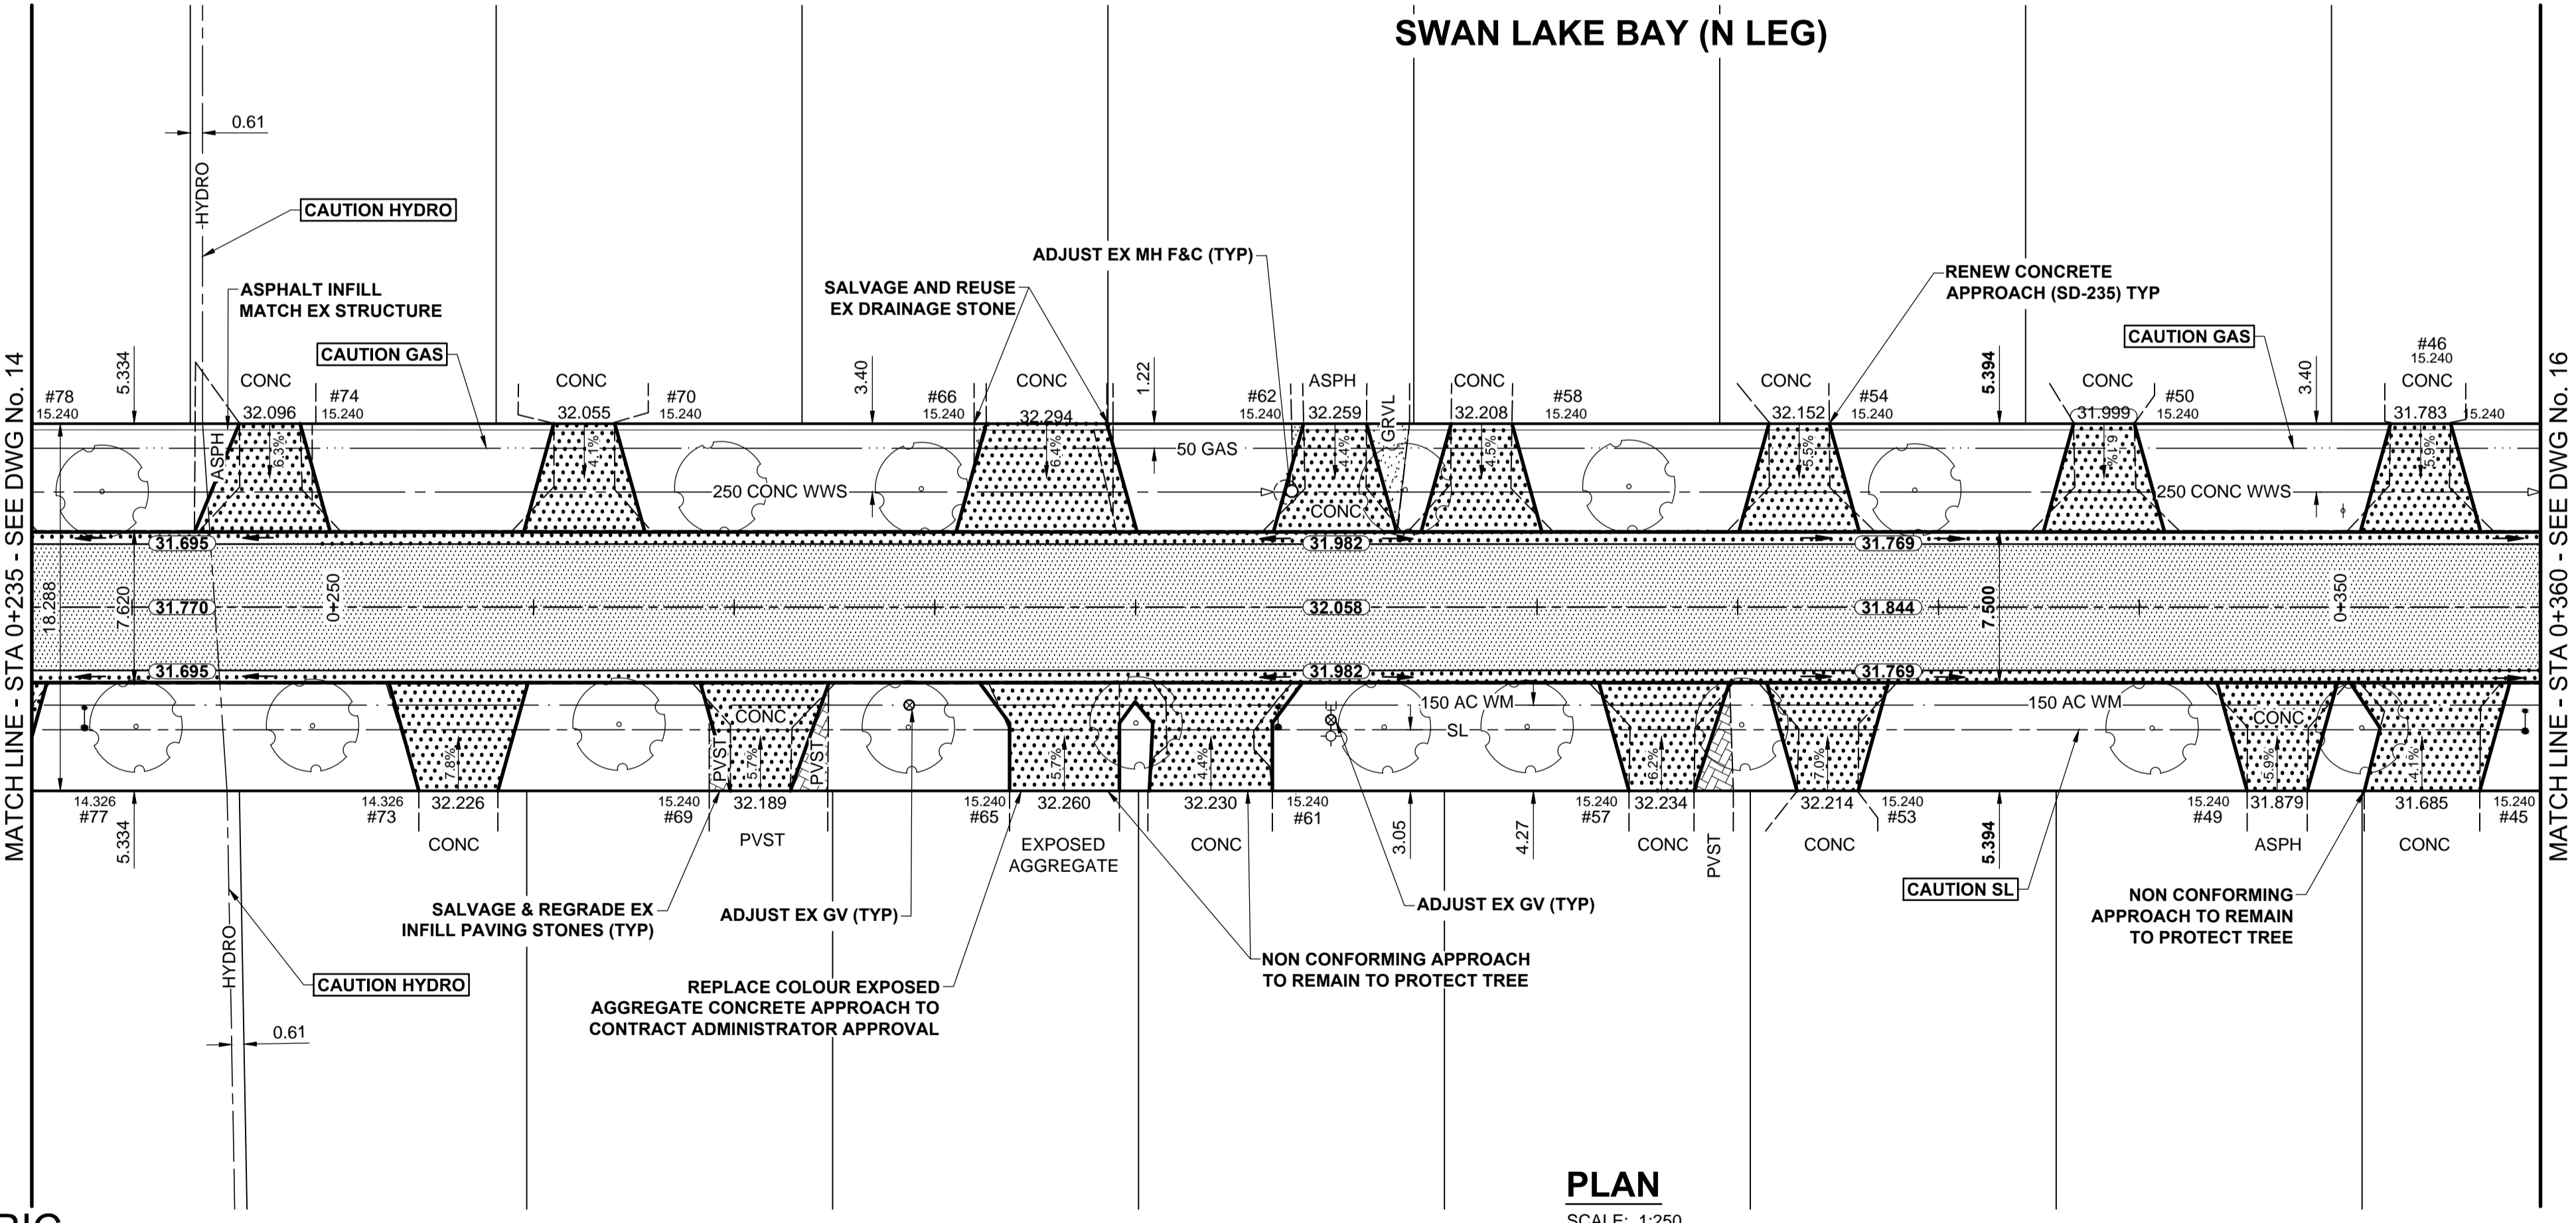 SWAN LAKE BAY (N LEG)
MATCH LINE - STA 0+235 - SEE DWG No. 14
MATCH LINE - STA 0+360 - SEE DWG No. 16
0.61
HYDRO
CAUTION HYDRO
ADJUST EX MH F&C (TYP)
RENEW CONCRETE
APPROACH (SD-235) TYP
SALVAGE AND REUSE
EX DRAINAGE STONE
ASPHALT INFILL
MATCH EX STRUCTURE
CAUTION GAS
CAUTION GAS
5.334
3.40
1.22
5.394
3.40
#46
15.240
CONC
CONC
CONC
ASPH
CONC
CONC
CONC
CONC
#78
#74
#70
#66
#62
#58
#54
#50
15.240
32.096
15.240
32.055
15.240
15.240
32.294
15.240
32.259
32.208
15.240
32.152
15.240
31.999
15.240
31.783
15.240
ASPH
6.3%
4.1%
6.4%
50 GAS
4.4%
GRVL
4.5%
5.5%
6.1%
5.9%
250 CONC WWS
250 CONC WWS
CONC
31.695
31.982
31.769
18.288
7.620
31.770
0+250
32.058
31.844
7.500
0+350
31.695
31.982
31.769
150 AC WM
150 AC WM
SL
CONC
CONC
PVST
PVST
7.8%
5.7%
5.7%
4.4%
6.2%
7.0%
5.9%
4.1%
14.326
14.326
32.226
15.240
32.189
15.240
32.260
32.230
15.240
15.240
32.234
32.214
15.240
15.240
31.879
31.685
15.240
#77
#73
#69
#65
#61
#57
#53
#49
#45
5.334
3.05
4.27
5.394
CONC
PVST
EXPOSED
AGGREGATE
CONC
CONC
PVST
CONC
ASPH
CONC
SALVAGE & REGRADE EX
INFILL PAVING STONES (TYP)
ADJUST EX GV (TYP)
ADJUST EX GV (TYP)
CAUTION SL
NON CONFORMING
APPROACH TO REMAIN
TO PROTECT TREE
NON CONFORMING APPROACH
TO REMAIN TO PROTECT TREE
HYDRO
CAUTION HYDRO
REPLACE COLOUR EXPOSED
AGGREGATE CONCRETE APPROACH TO
CONTRACT ADMINISTRATOR APPROVAL
0.61
PLAN
SCALE: 1:250